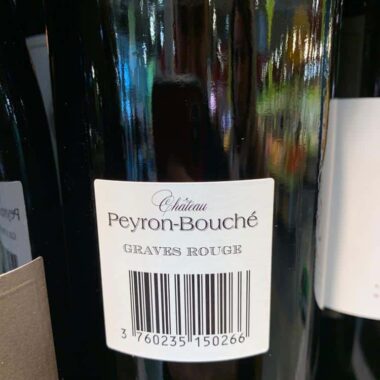 Château
Peyron-Bouché
GRAVES ROUGE
3 760235 150266